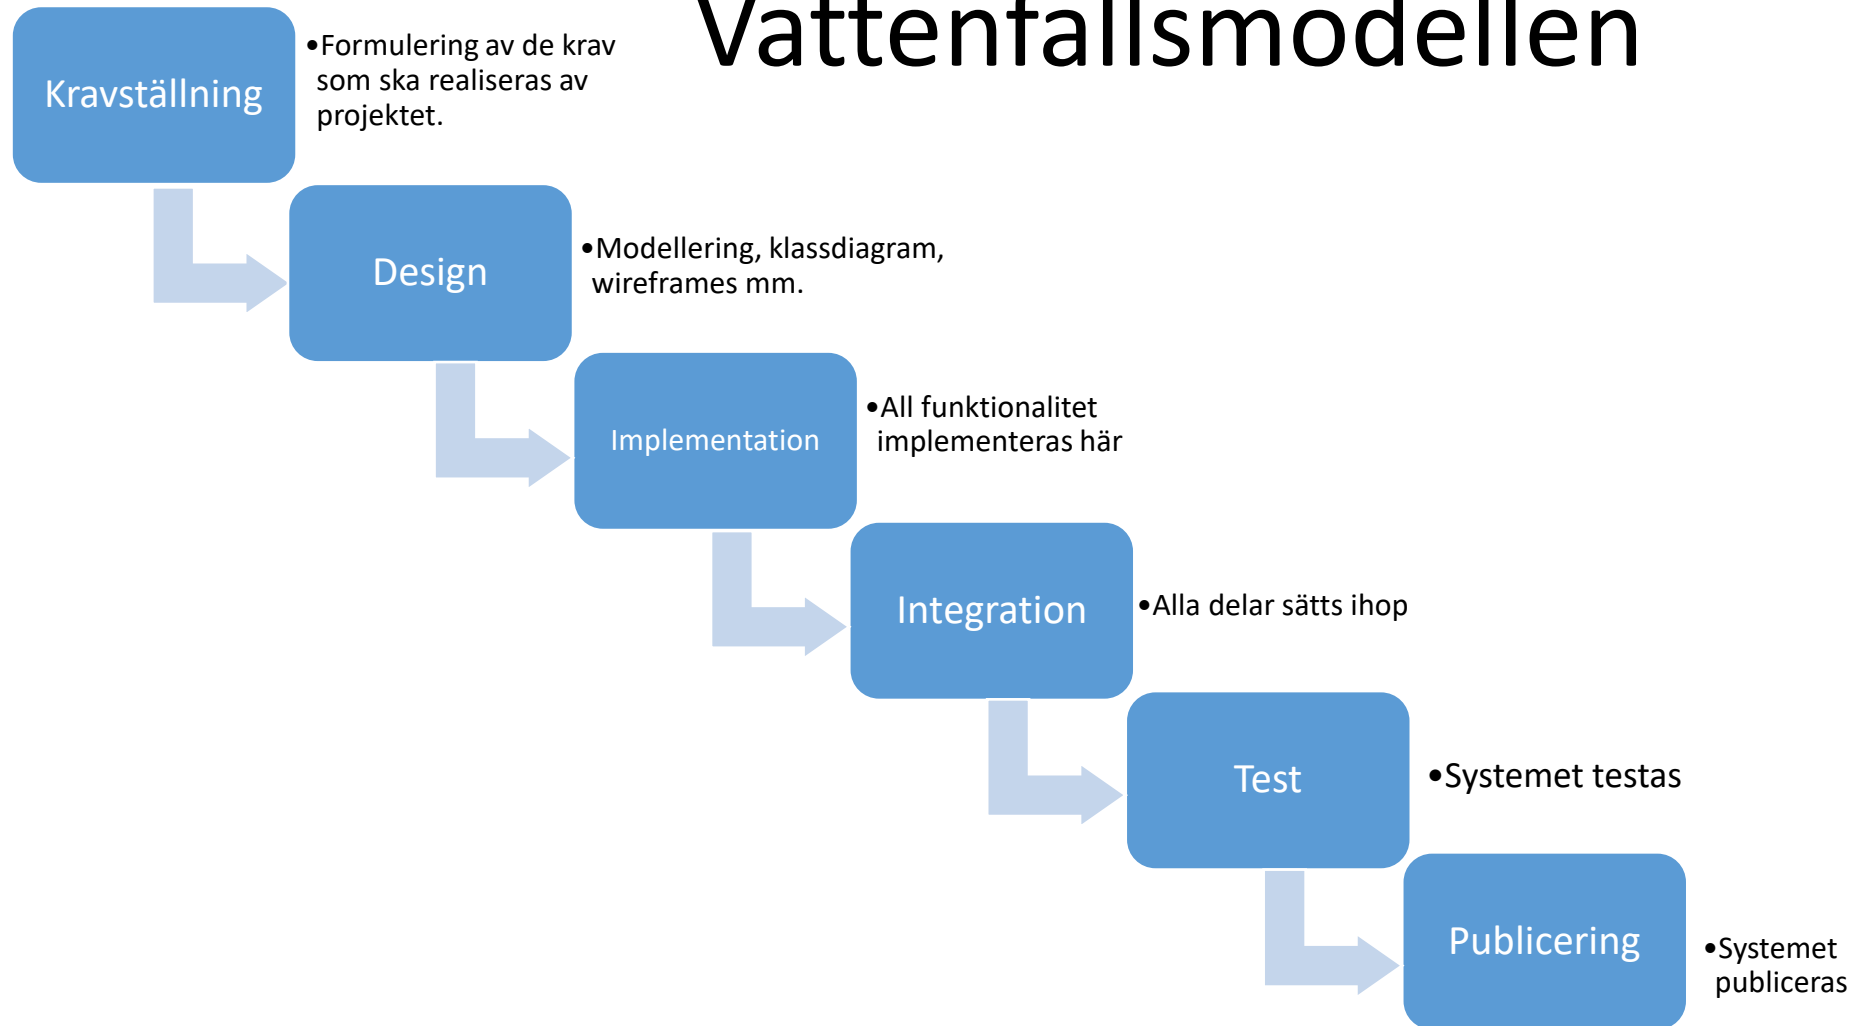 Vattenfallsmodellen
Kravställning
•Formulering av de krav
som ska realiseras av
projektet.
Design
•Modellering, klassdiagram,
wireframes mm.
Implementation
•All funktionalitet
implementeras här
Integration
•Alla delar sätts ihop
Test
•Systemet testas
Publicering
•Systemet
publiceras